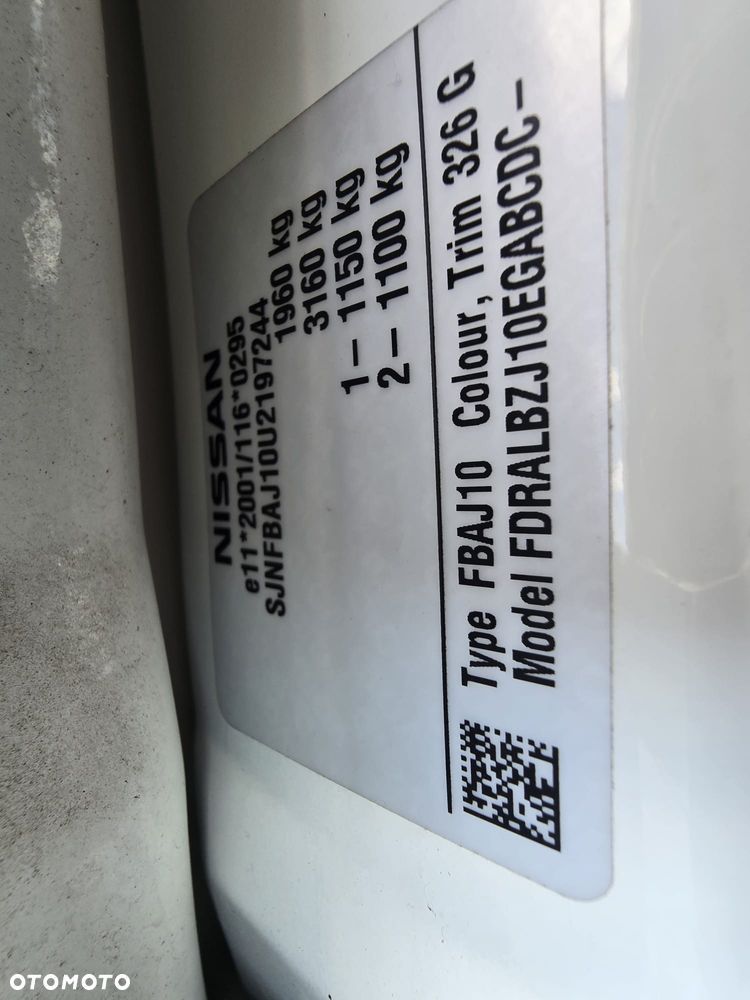 NISSAN
e11*2001/116*0295
SJNFBAJ10U2197244
1960 kg
3160 kg
1– 1150 kg
2– 1100 kg
Type FBAJ10 Colour, Trim 326 G
Model FDRALBZJ10EGABCDC–
OTOMOTO